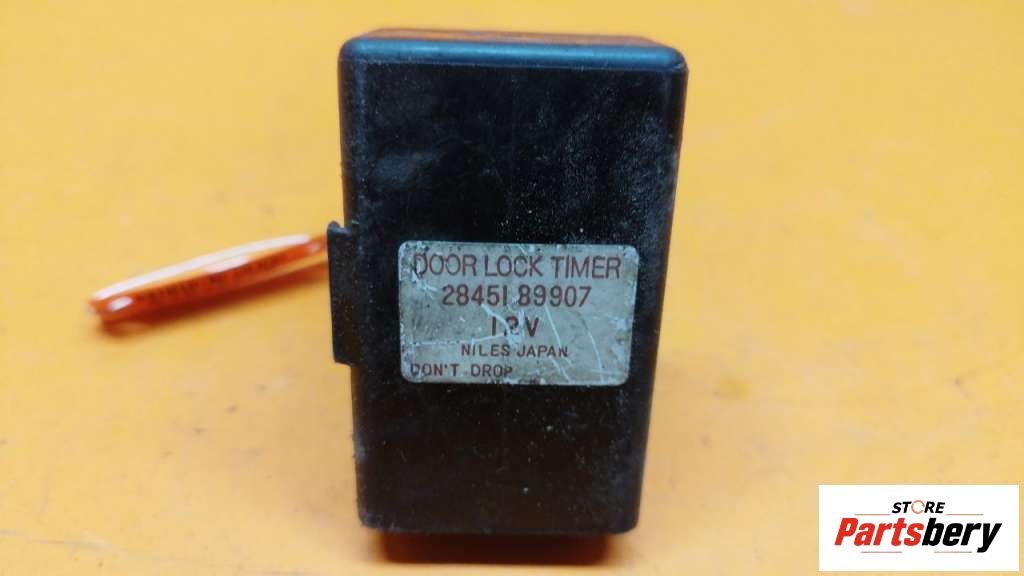 DOOR LOCK TIMER
28451 89907
12V
NILES JAPAN
DON'T DROP
STORE
Partsbery